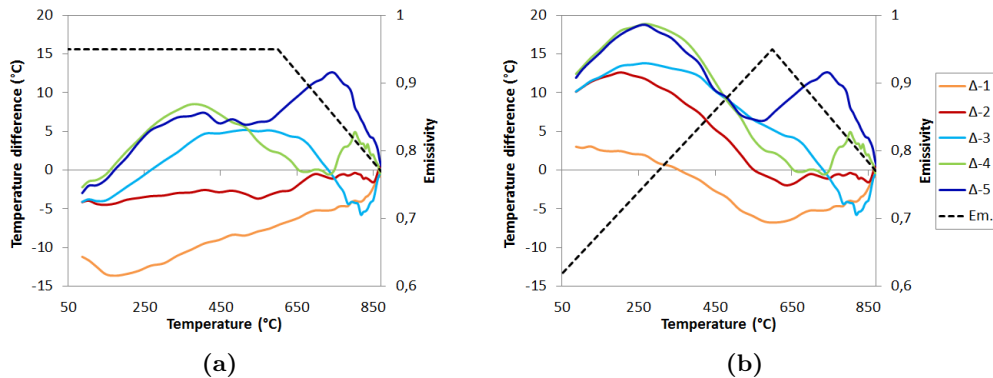 20
15
10
5
0
-5
-10
-15
Temperature difference (°C)
1
0,9
0,8
0,7
0,6
Emissivity
50
250
450
650
850
Temperature (°C)
(a)
20
15
10
5
0
-5
-10
-15
Temperature difference (°C)
1
0,9
0,8
0,7
0,6
Emissivity
50
250
450
650
850
Temperature (°C)
(b)
Δ-1
Δ-2
Δ-3
Δ-4
Δ-5
Em.